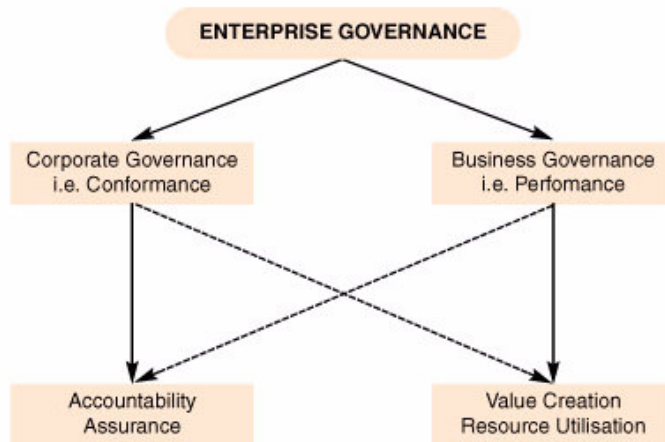 ENTERPRISE GOVERNANCE
Corporate Governance
i.e. Conformance
Business Governance
i.e. Perfomance
Accountability
Assurance
Value Creation
Resource Utilisation